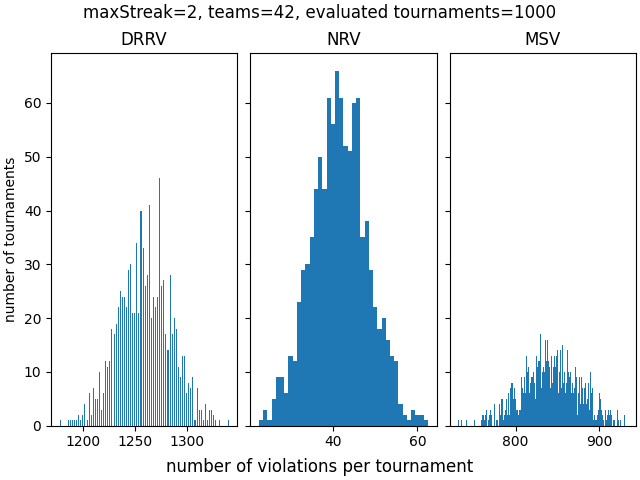 maxStreak=2, teams=42, evaluated tournaments=1000
DRRV NRV MSV
number of tournaments
60
50
40
30
20
10
0
1200 1250 1300 40 60 800 900
number of violations per tournament